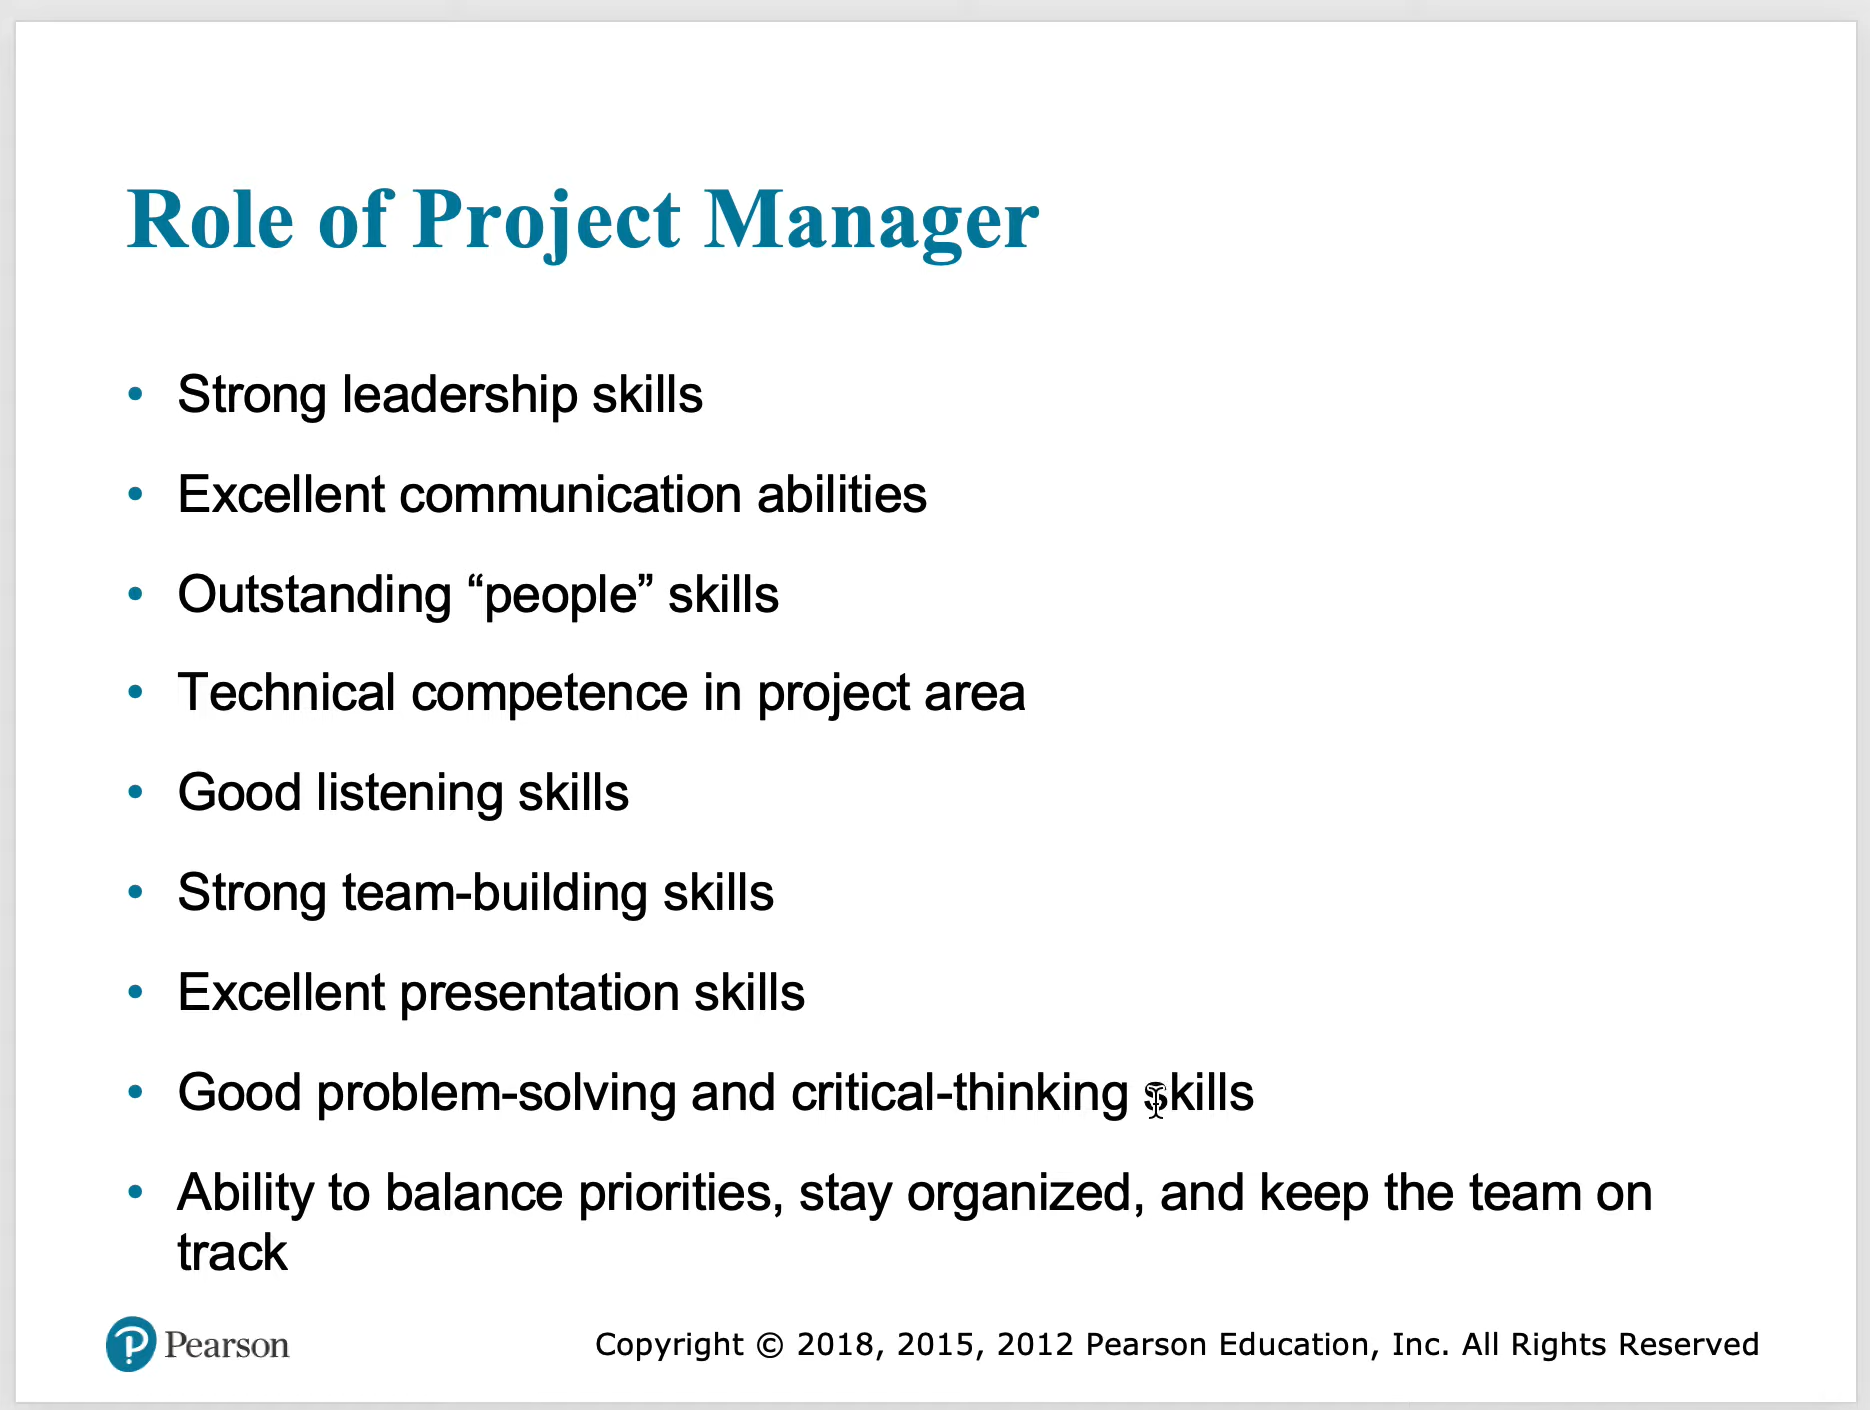 Role of Project Manager
• Strong leadership skills
• Excellent communication abilities
• Outstanding “people” skills
• Technical competence in project area
• Good listening skills
• Strong team-building skills
• Excellent presentation skills
• Good problem-solving and critical-thinking skills
• Ability to balance priorities, stay organized, and keep the team on
track
Pearson
Copyright © 2018, 2015, 2012 Pearson Education, Inc. All Rights Reserved